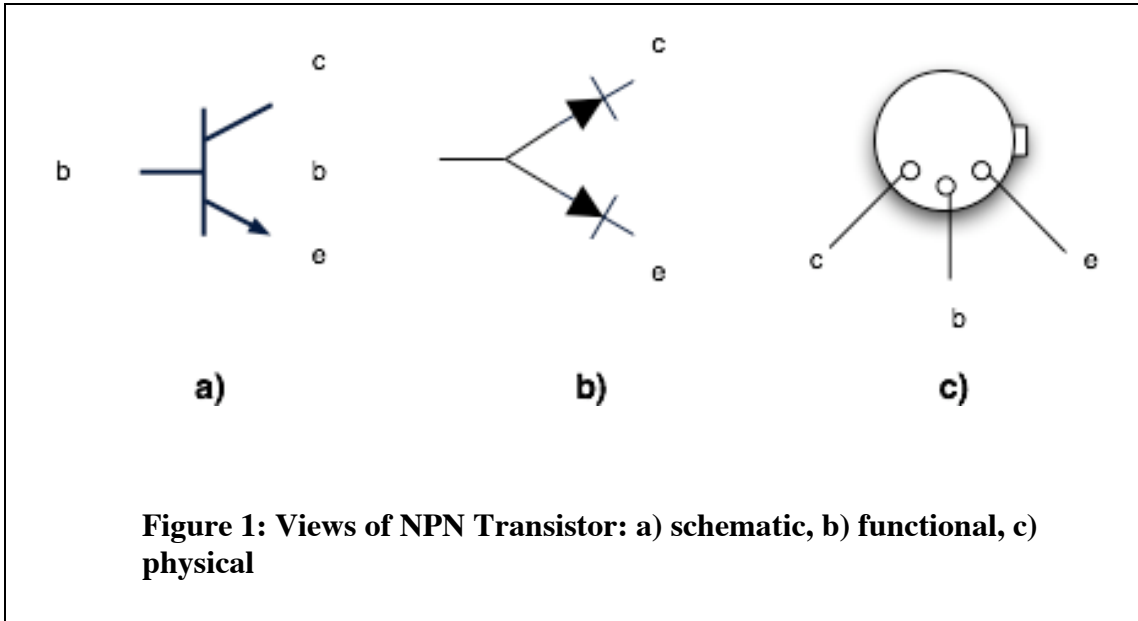 c
b
b
e
a)
c
e
b)
c
e
b
c)
Figure 1: Views of NPN Transistor: a) schematic, b) functional, c)
physical